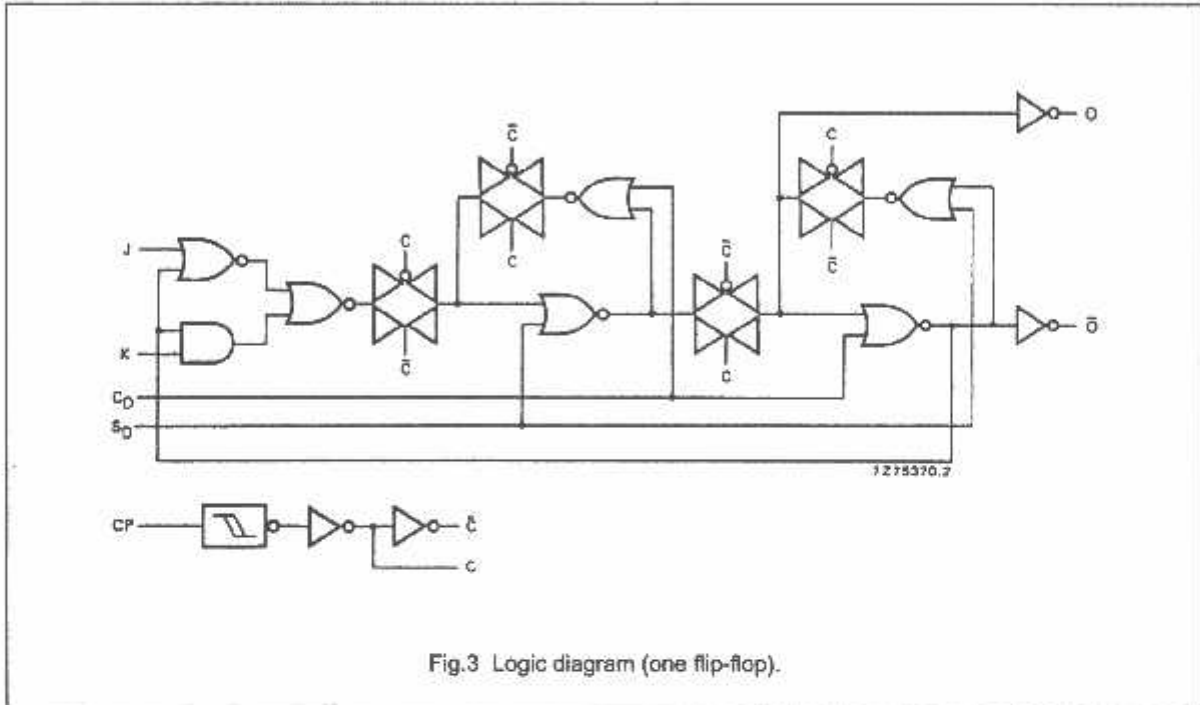 C̄
C
O
J
C
C
C̄
C̄
C̄
Ō
K
C
C_D
S_D
7Z75370.2
CP
C̄
C
Fig.3 Logic diagram (one flip-flop).